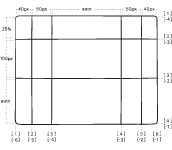 40px 50px auto 50px 40px
[1]
[-4]
25%
[2]
[-3]
100px
[3]
[-2]
auto
[4]
[-1]
[1] [2] [3] [4] [5] [6]
[-6] [-5] [-4] [-3] [-2] [-1]